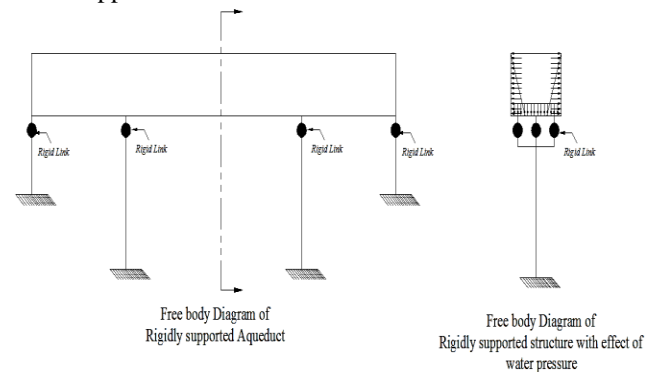 Rigid Link
Rigid Link
Rigid Link
Rigid Link
Rigid Link
Free body Diagram of
Rigidly supported Aqueduct
Free body Diagram of
Rigidly supported structure with effect of
water pressure